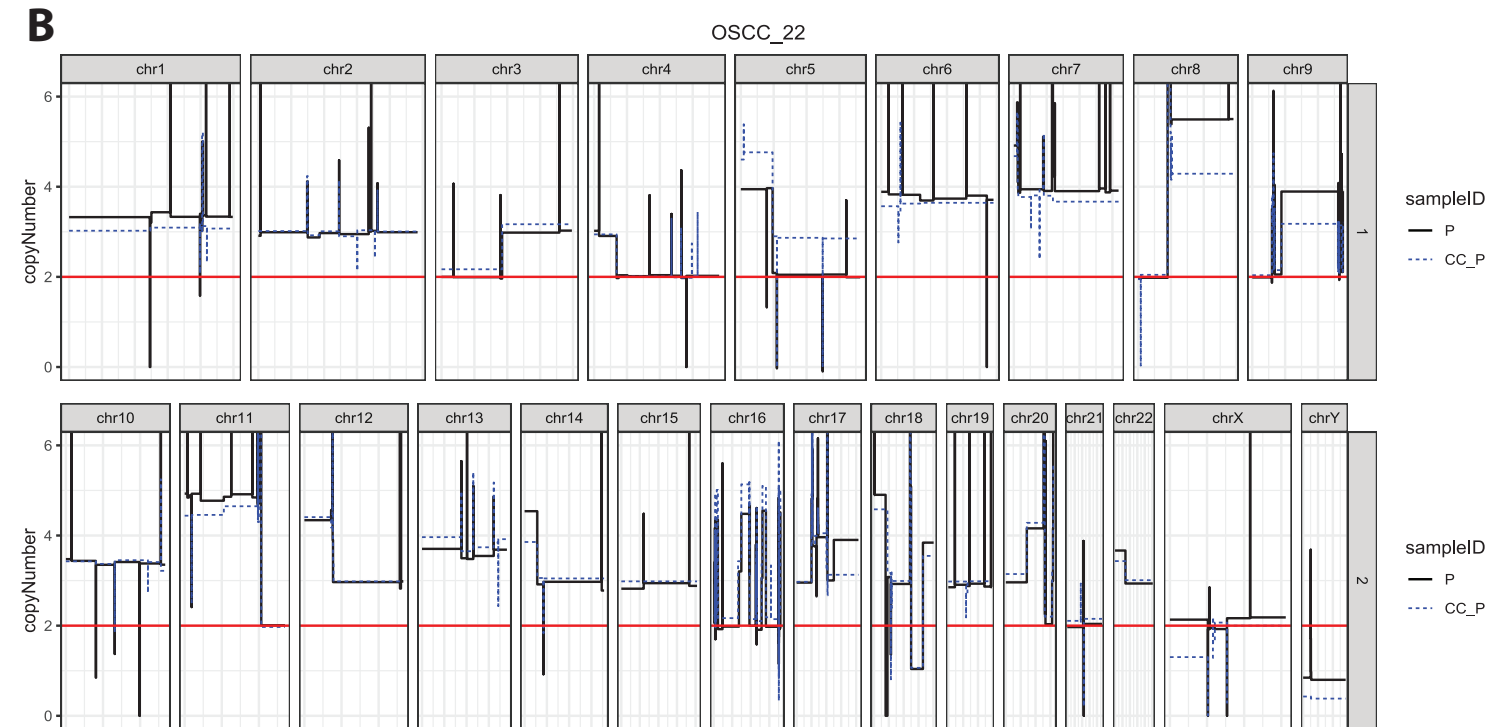 B
OSCC_22
chr1 chr2 chr3 chr4 chr5 chr6 chr7 chr8 chr9
6
4
2
0
copyNumber
1
sampleID
P
CC_P
chr10 chr11 chr12 chr13 chr14 chr15 chr16 chr17 chr18 chr19 chr20 chr21 chr22 chrX chrY
6
4
2
0
copyNumber
2
sampleID
P
CC_P